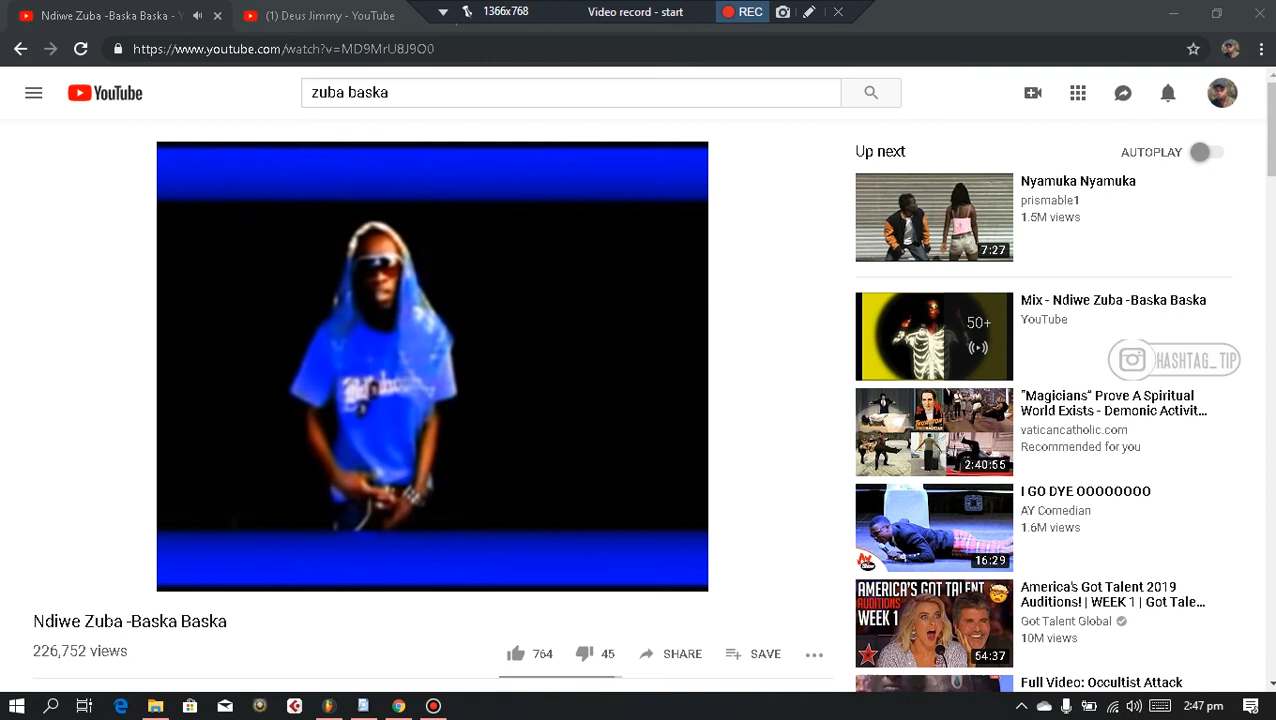 Ndiwe Zuba -Baska Baska - Y
(1) Deus Jimmy - YouTube
1366x768
Video record - start
REC
https://www.youtube.com/watch?v=MD9MrU8J9O0
YouTube
zuba baska
Up next
AUTOPLAY
Nyamuka Nyamuka
prismable1
1.5M views
7:27
Mix - Ndiwe Zuba -Baska Baska
YouTube
50+
HASHTAG_TIP
"Magicians" Prove A Spiritual
World Exists - Demonic Activit...
vaticancatholic.com
Recommended for you
2:40:55
I GO DYE OOOOOOOO
AY Comedian
1.6M views
16:29
AMERICA'S GOT TALENT
AUDITIONS!
WEEK 1
54:37
America's Got Talent 2019
Auditions! | WEEK 1 | Got Tale...
Got Talent Global
10M views
Full Video: Occultist Attack
Ndiwe Zuba -Baska Baska
226,752 views
764
45
SHARE
SAVE
2:47 pm